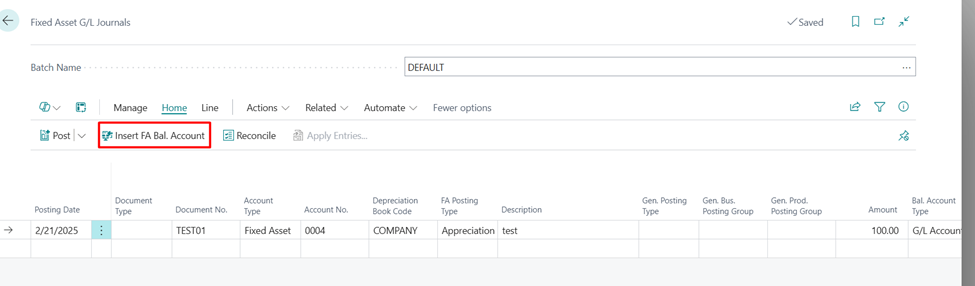 Fixed Asset G/L Journals
Saved
Batch Name
DEFAULT
Manage Home Line Actions Related Automate Fewer options
Post Insert FA Bal. Account Reconcile Apply Entries...
Posting Date Document Type Document No. Account Type Account No. Depreciation Book Code FA Posting Type Description Gen. Posting Type Gen. Bus. Posting Group Gen. Prod. Posting Group Amount Bal. Account Type
2/21/2025 TEST01 Fixed Asset 0004 COMPANY Appreciation test 100.00 G/L Account